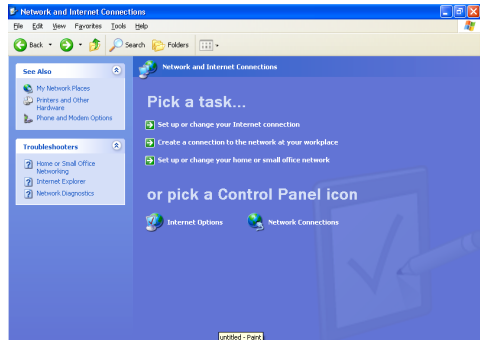 Network and Internet Connections
File Edit View Favorites Tools Help
Back Search Folders
See Also
My Network Places
Printers and Other
Hardware
Phone and Modem Options
Troubleshooters
Home or Small Office
Networking
Internet Explorer
Network Diagnostics
Network and Internet Connections
Pick a task...
Set up or change your Internet connection
Create a connection to the network at your workplace
Set up or change your home or small office network
or pick a Control Panel icon
Internet Options Network Connections
untitled - Paint